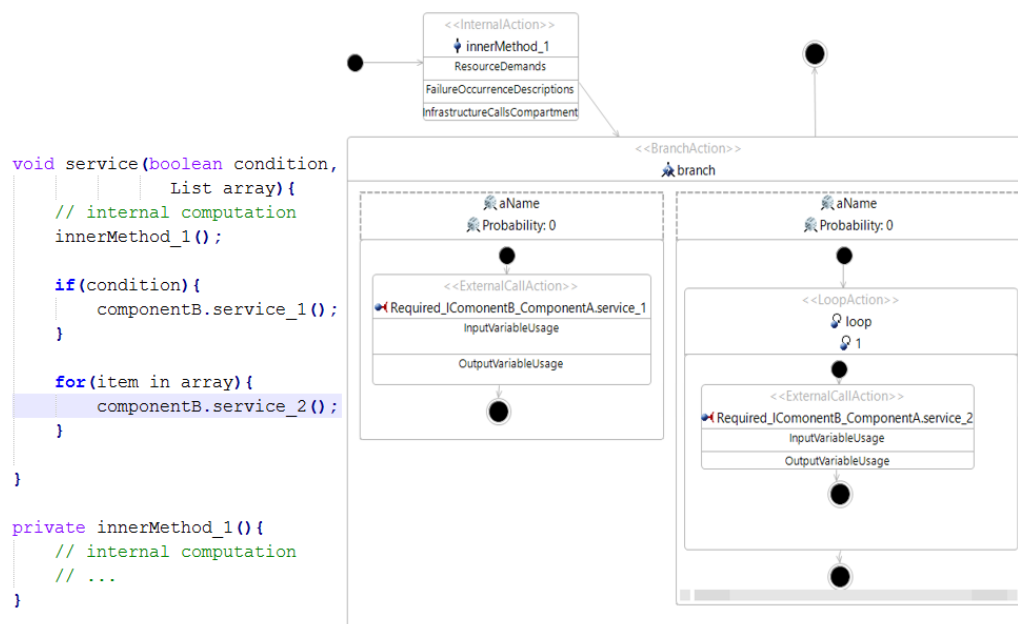 void service(boolean condition,
List array){
// internal computation
innerMethod_1();
if(condition){
componentB.service_1();
}
for(item in array){
componentB.service_2();
}
}
private innerMethod_1(){
// internal computation
// ...
}
<<InternalAction>>
innerMethod_1
ResourceDemands
FailureOccurrenceDescriptions
InfrastructureCallsCompartment
<<BranchAction>>
branch
aName
Probability: 0
<<ExternalCallAction>>
Required_IComonentB_ComponentA.service_1
InputVariableUsage
OutputVariableUsage
aName
Probability: 0
<<LoopAction>>
loop
1
<<ExternalCallAction>>
Required_IComonentB_ComponentA.service_2
InputVariableUsage
OutputVariableUsage